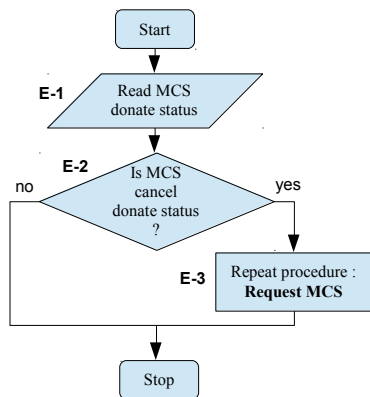 Start
E-1
Read MCS
donate status
E-2
Is MCS
cancel
donate status
?
no
yes
E-3
Repeat procedure :
Request MCS
Stop